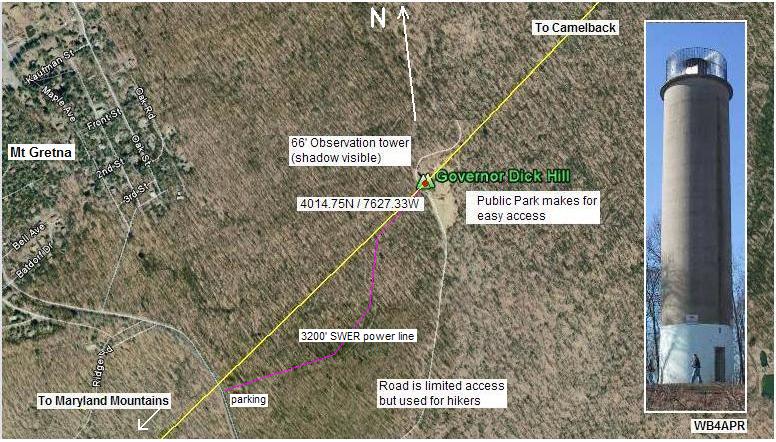 N
To Camelback
Kaufman St
Maple Ave
Oak Rd
Front St
Oak St
Mt Gretna
2nd St
3rd St
66' Observation tower
(shadow visible)
Governor Dick Hill
4014.75N / 7627.33W
Public Park makes for
easy access
Bell Ave
Batdorf Dr
3200' SWER power line
Ridge Rd
Road is limited access
but used for hikers
To Maryland Mountains
parking
WB4APR